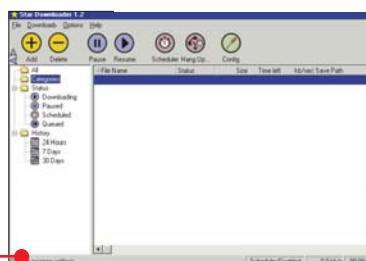 Star Downloader 1.2
File Downloads Options Help
Add Delete Pause Resume Scheduler Hang Up... Config
File Name Status Size Time left kb/sec Save Path
All
Categories
Status
Downloading
Paused
Scheduled
Queued
History
24 Hours
7 Days
30 Days
Scheduler Disabled